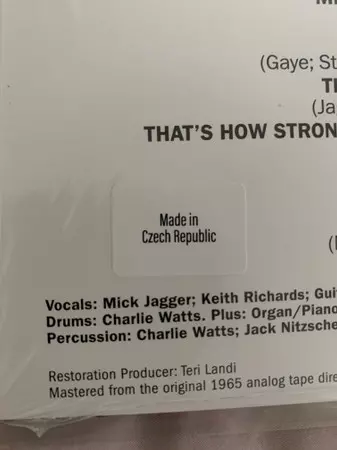 MI
(Gaye; St
T
(Ja
THAT'S HOW STRON
Made in
Czech Republic
(
Vocals: Mick Jagger; Keith Richards; Gui
Drums: Charlie Watts. Plus: Organ/Piano
Percussion: Charlie Watts; Jack Nitzsche
Restoration Producer: Teri Landi
Mastered from the original 1965 analog tape dire